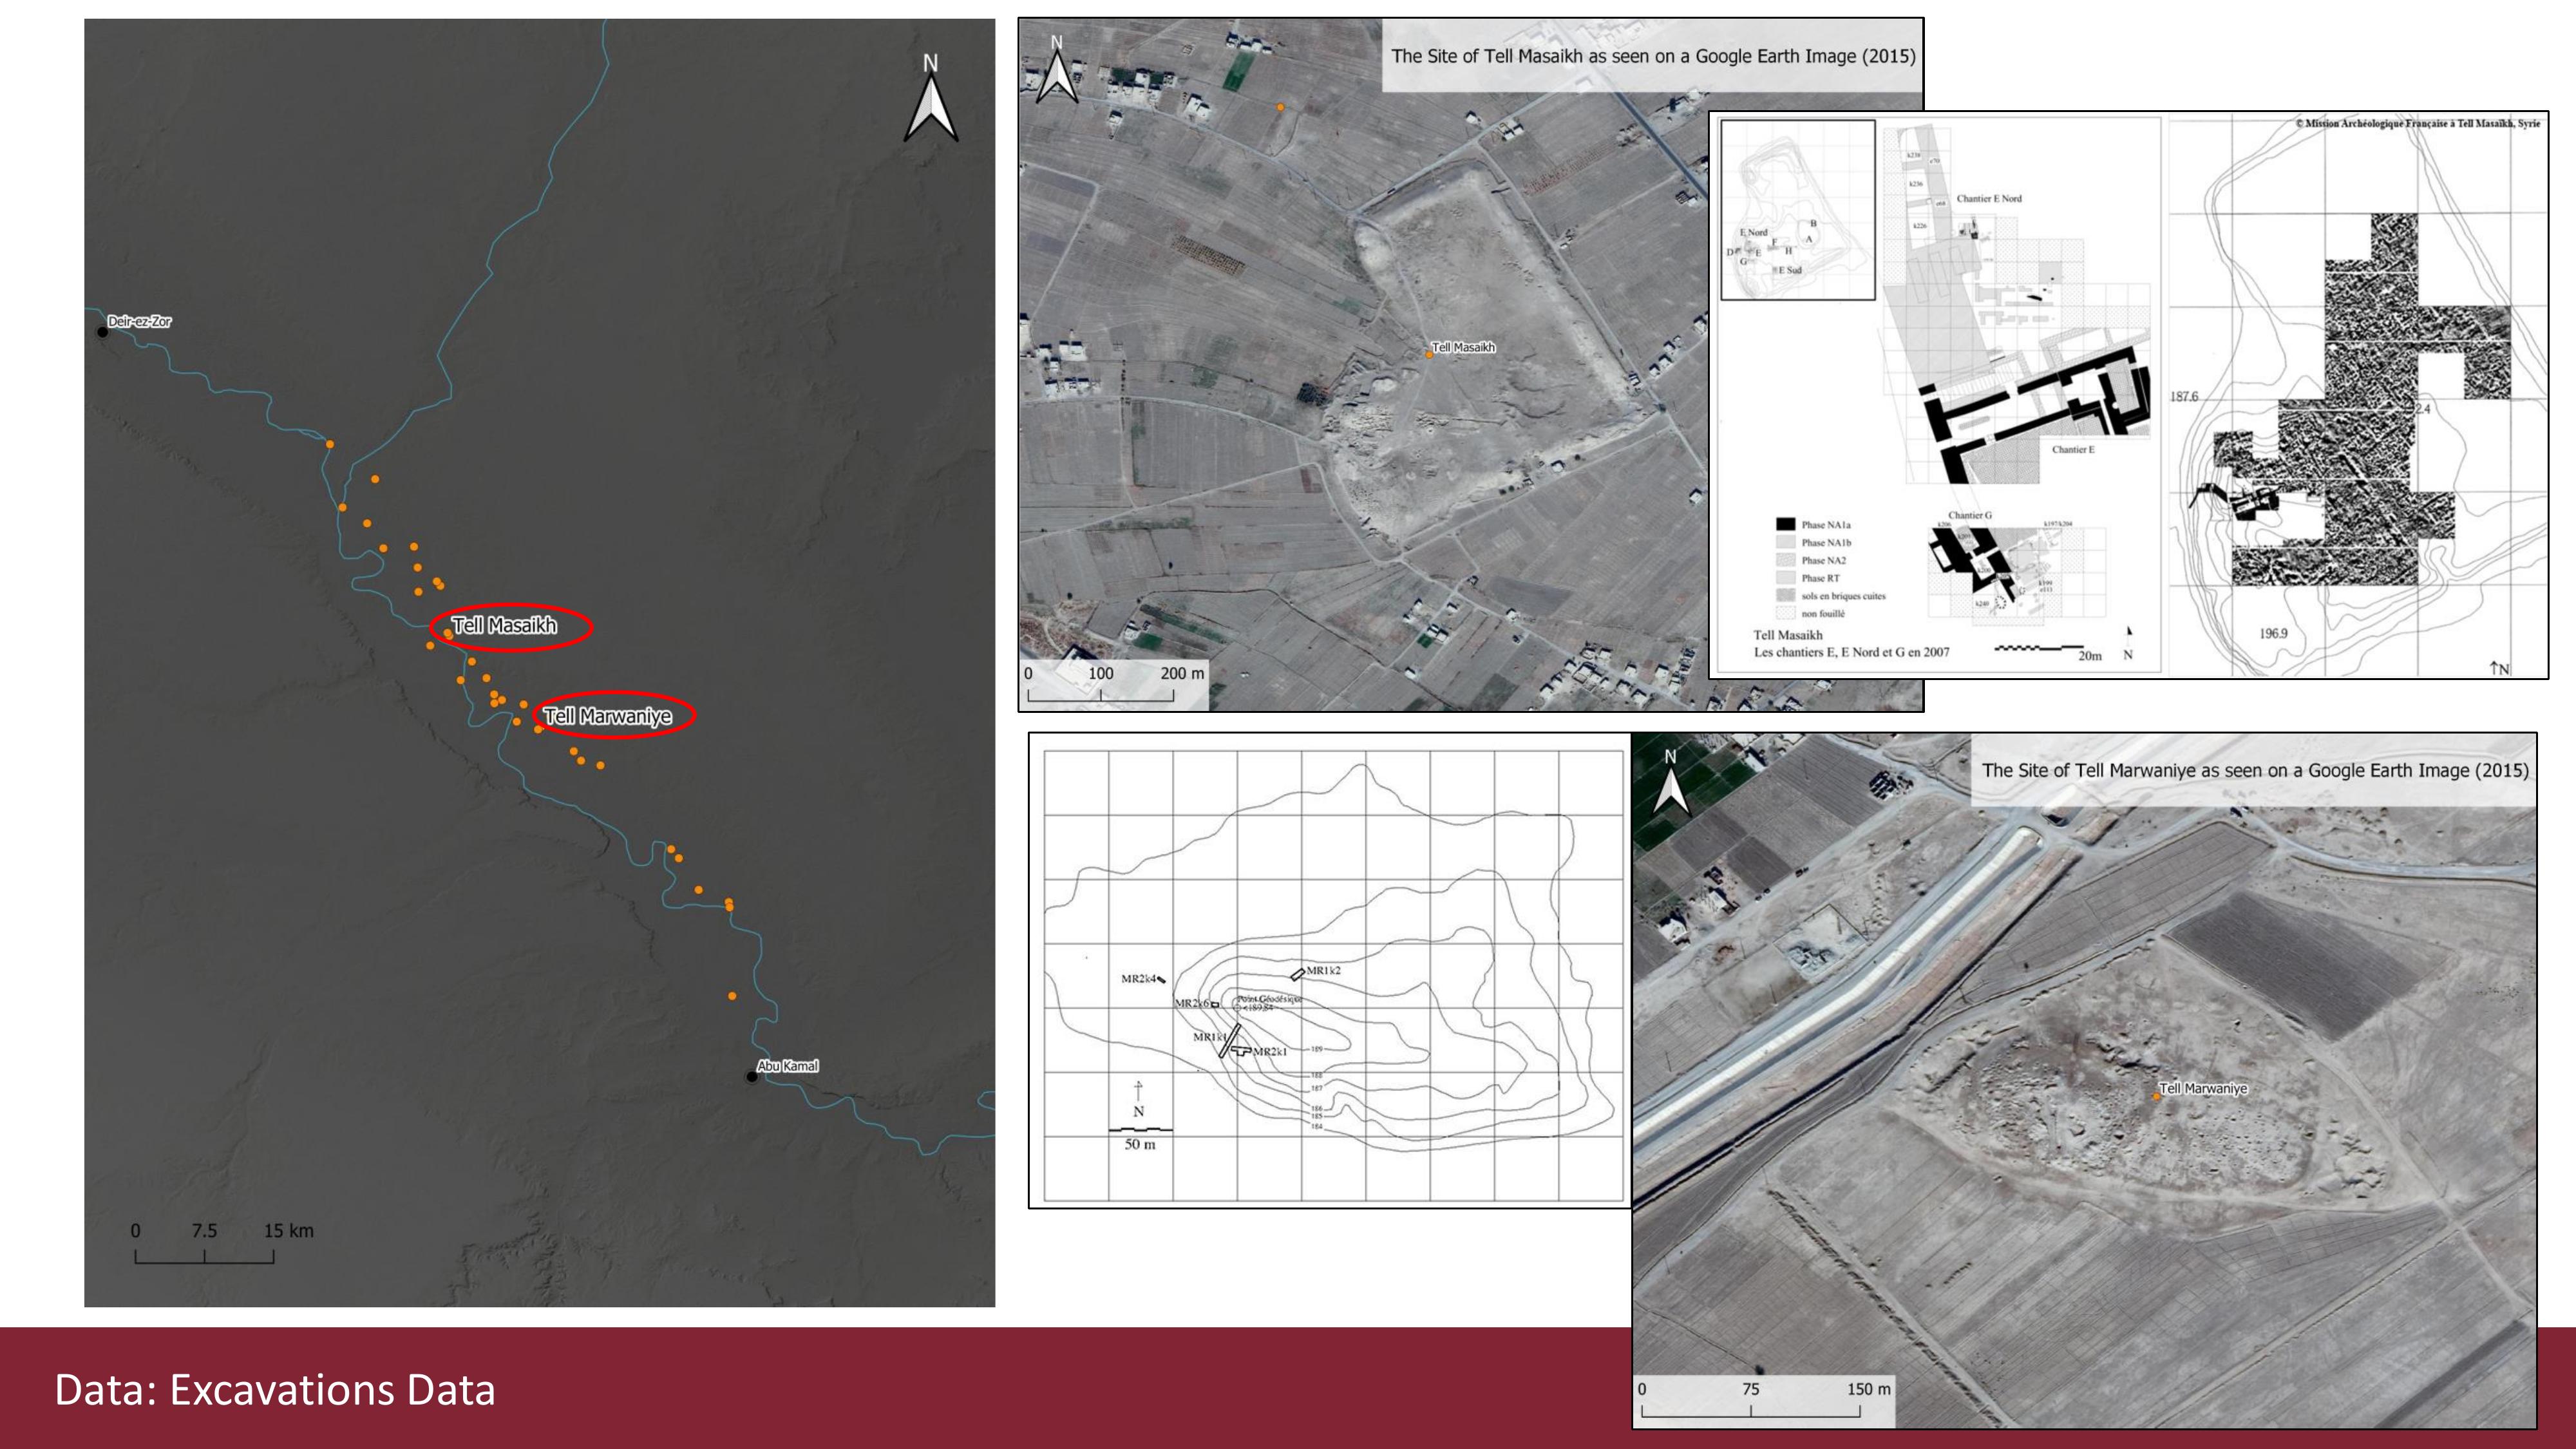 N
Deir-ez-Zor
Tell Masaikh
Tell Marwaniye
Abu Kamal
0 7.5 15 km
N
The Site of Tell Masaikh as seen on a Google Earth Image (2015)
Tell Masaikh
0 100 200 m
© Mission Archéologique Française à Tell Masaïkh, Syrie
E Nord
B
A
F
D
E
H
G
E Sud
k238
k236
k226
Chantier E Nord
Chantier E
Chantier G
k240
Phase NA1a
Phase NA1b
Phase NA2
Phase RT
sols en briques cuites
non fouillé
Tell Masaikh
Les chantiers E, E Nord et G en 2007
20m
N
187.6
2.4
196.9
↑N
MR2k4
MR1k2
MR2k6
Point Géodésique
<189,84
MR1k1
MR2k1
189
188
187
186
185
184
N
50 m
N
The Site of Tell Marwaniye as seen on a Google Earth Image (2015)
Tell Marwaniye
0 75 150 m
Data: Excavations Data